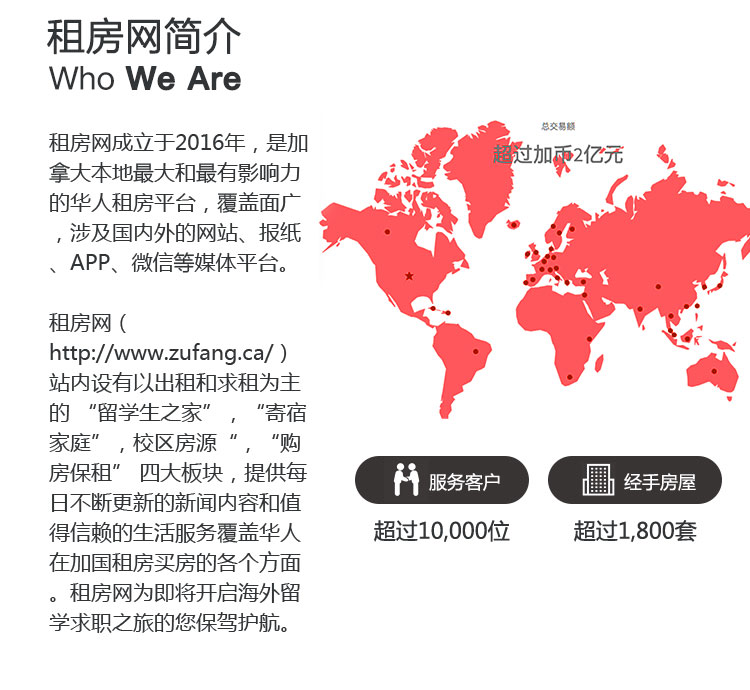 租房网简介
Who We Are
租房网成立于2016年，是加
拿大本地最大和最有影响力
的华人租房平台，覆盖面广
，涉及国内外的网站、报纸
、APP、微信等媒体平台。
租房网（
http://www.zufang.ca/）
站内设有以出租和求租为主
的 “留学生之家”，“寄宿
家庭”，校区房源“，“购
房保租” 四大板块，提供每
日不断更新的新闻内容和值
得信赖的生活服务覆盖华人
在加国租房买房的各个方面
。租房网为即将开启海外留
学求职之旅的您保驾护航。
总交易额
超过加币2亿元
服务客户
超过10,000位
经手房屋
超过1,800套